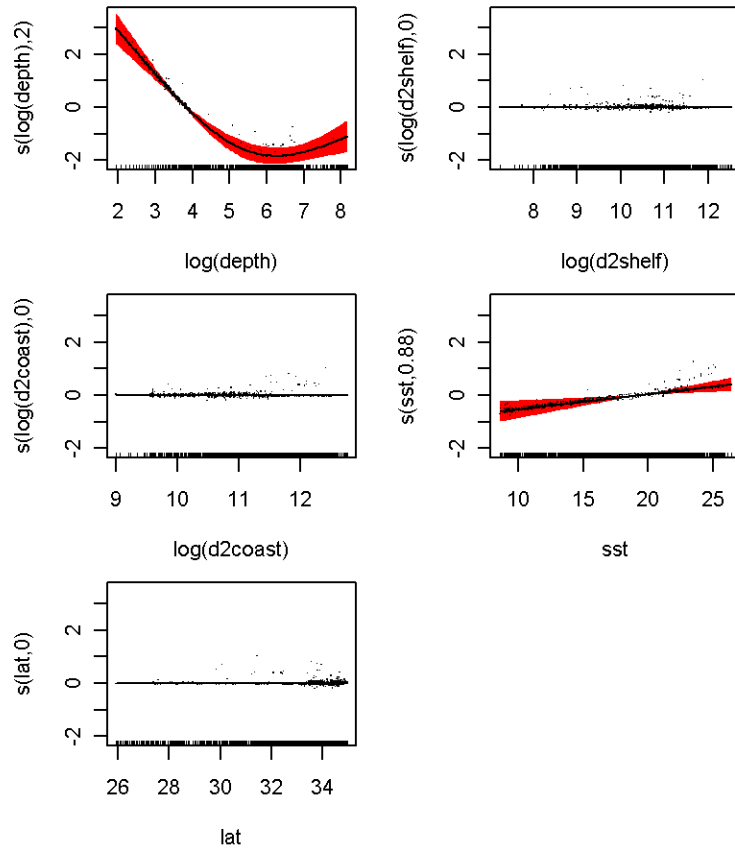 s(log(depth),2)
-2 0 2
2 3 4 5 6 7 8
log(depth)
s(log(d2shelf),0)
-2 0 2
8 9 10 11 12
log(d2shelf)
s(log(d2coast),0)
-2 0 2
9 10 11 12
log(d2coast)
s(sst,0.88)
-2 0 2
10 15 20 25
sst
s(lat,0)
-2 0 2
26 28 30 32 34
lat